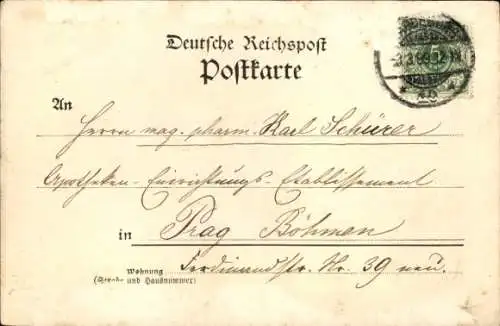 Deutsche Reichspost
Postkarte
An
Herrn mag. pharm. Karl Schürer
Apotheken-Einrichtungs-Etablissement
in Prag Böhmen
Wohnung
(Straße und Hausnummer)
Ferdinandstr. Nr. 39 neu.